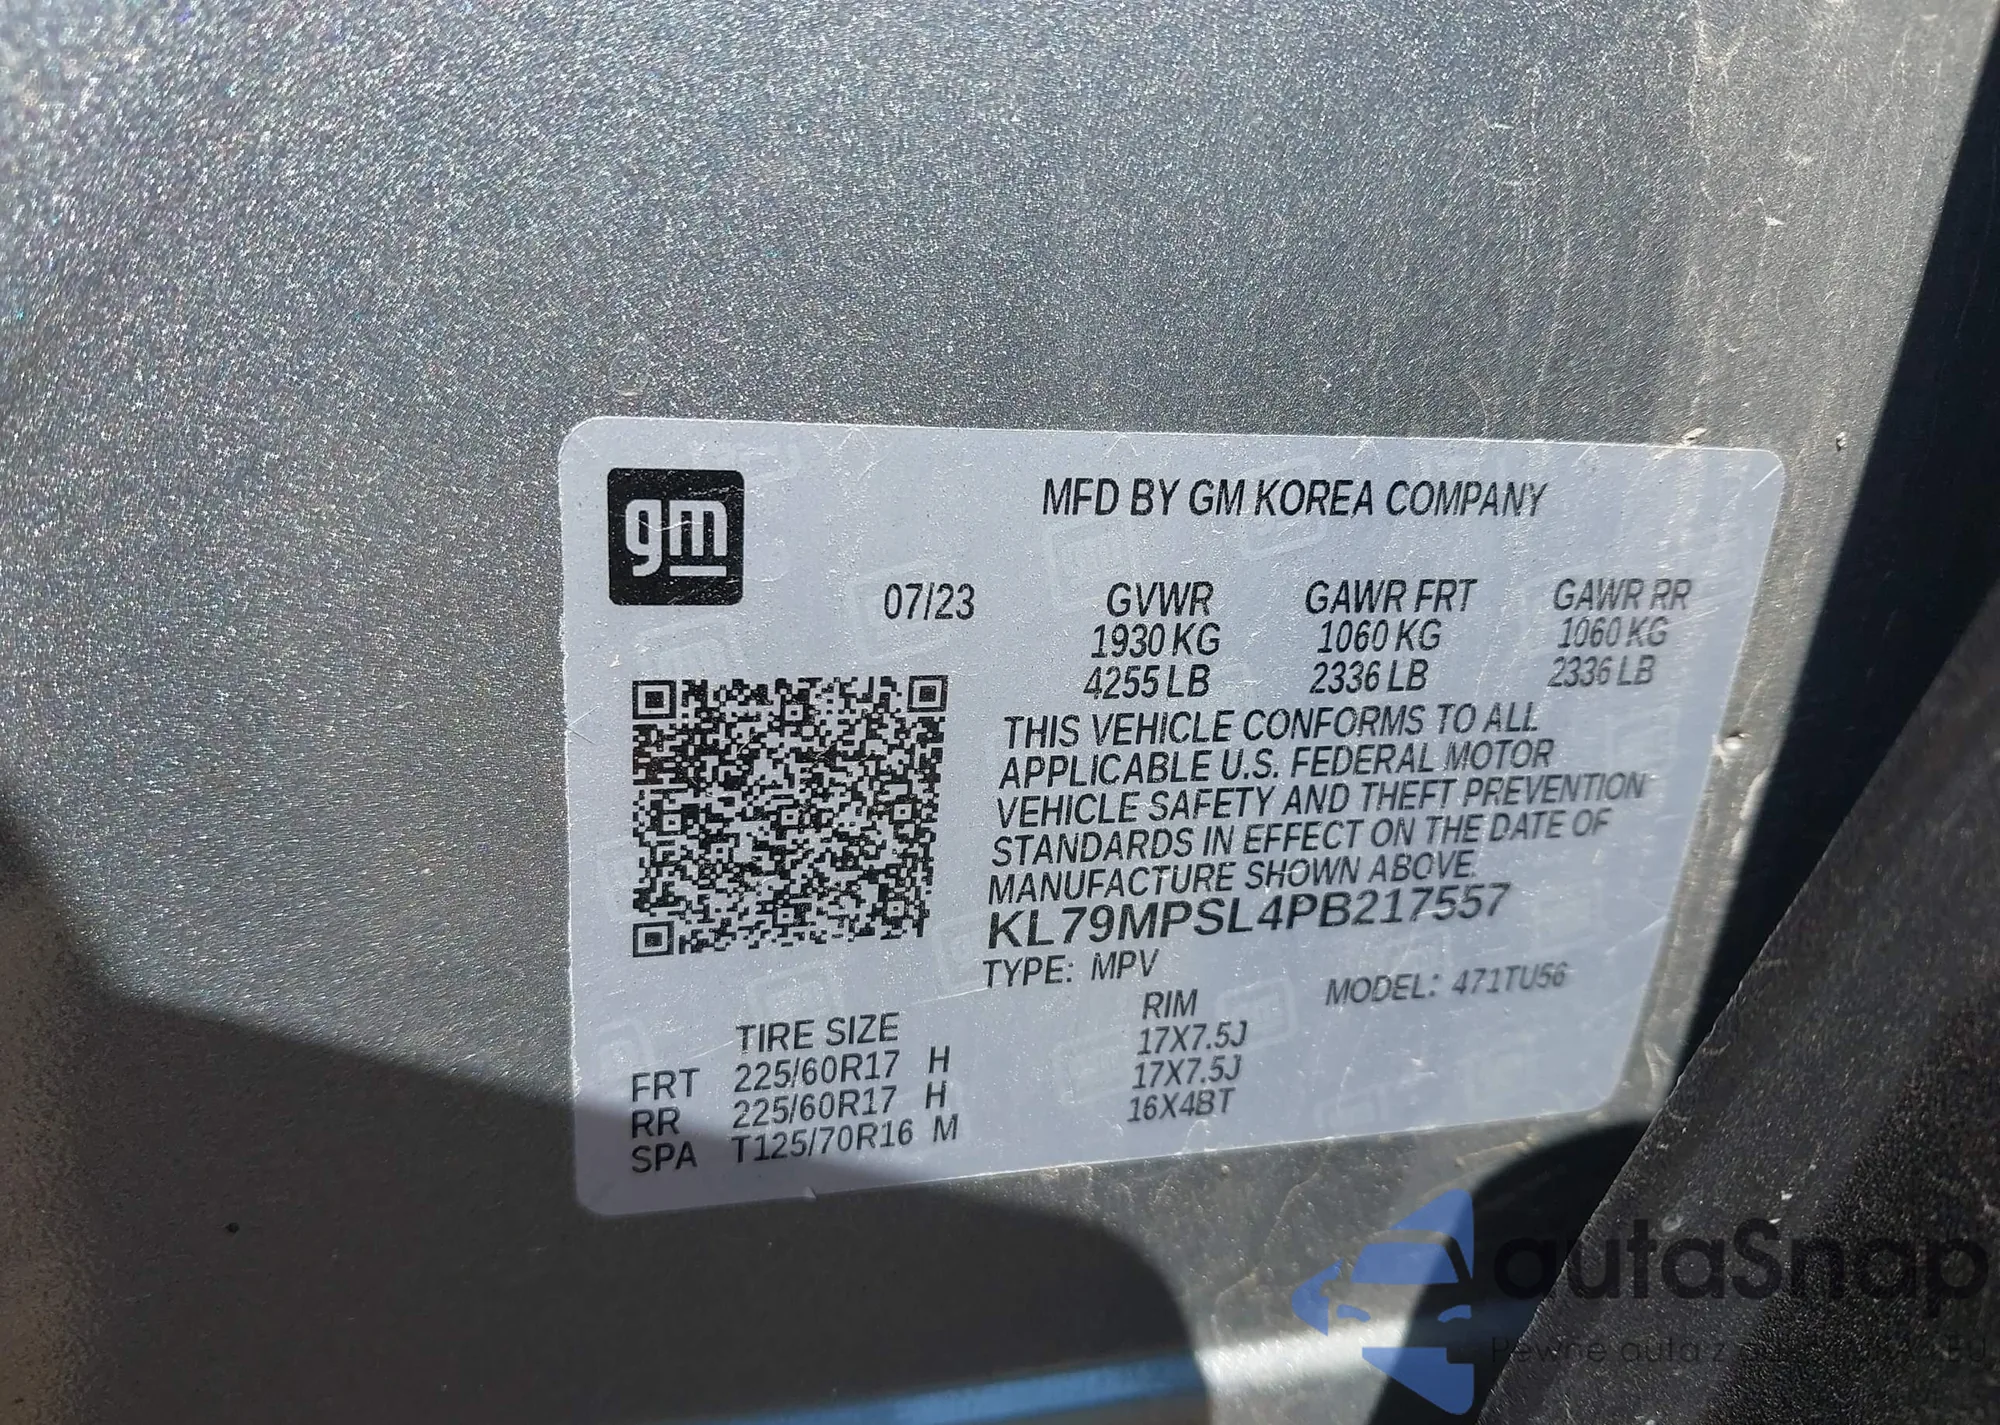 gm
MFD BY GM KOREA COMPANY
07/23
GVWR GAWR FRT GAWR RR
1930 KG 1060 KG 1060 KG
4255 LB 2336 LB 2336 LB
THIS VEHICLE CONFORMS TO ALL
APPLICABLE U.S. FEDERAL MOTOR
VEHICLE SAFETY AND THEFT PREVENTION
STANDARDS IN EFFECT ON THE DATE OF
MANUFACTURE SHOWN ABOVE.
KL79MPSL4PB217557
TYPE: MPV MODEL: 471TU56
TIRE SIZE RIM
FRT 225/60R17 H 17X7.5J
RR 225/60R17 H 17X7.5J
SPA T125/70R16 M 16X4BT
autaSnap
Pewne auta z